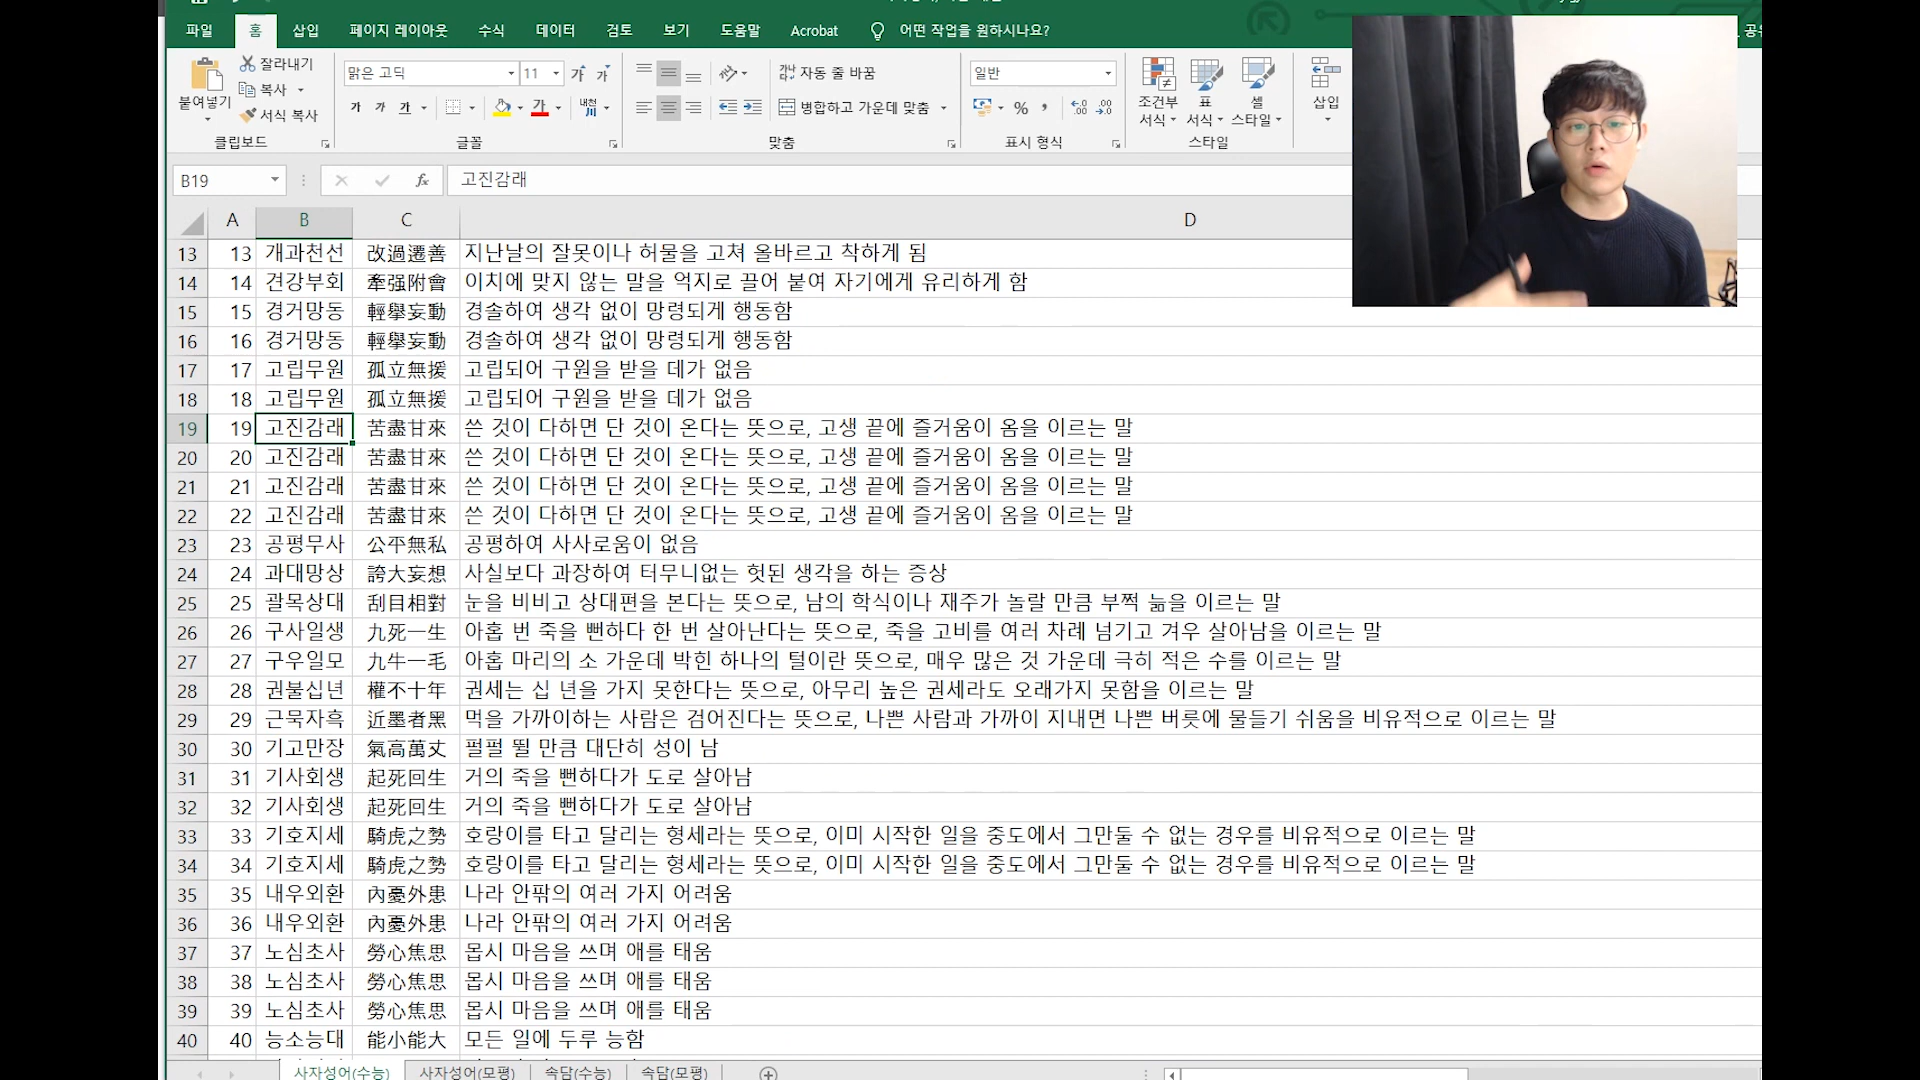 파일 홈 삽입 페이지 레이아웃 수식 데이터 검토 보기 도움말 Acrobat 어떤 작업을 원하시나요? 공유
붙여넣기 잘라내기 맑은 고딕 11 가 가 가나다 자동 줄 바꿈 일반 조건부 서식 표 서식 셀 스타일 삽입
복사
서식 복사 가 가 가 가 내천 병합하고 가운데 맞춤 % ,
클립보드 글꼴 맞춤 표시 형식 스타일
B19 fx 고진감래
A B C D
13 13 개과천선 改過遷善 지난날의 잘못이나 허물을 고쳐 올바르고 착하게 됨
14 14 견강부회 牽强附會 이치에 맞지 않는 말을 억지로 끌어 붙여 자기에게 유리하게 함
15 15 경거망동 輕擧妄動 경솔하여 생각 없이 망령되게 행동함
16 16 경거망동 輕擧妄動 경솔하여 생각 없이 망령되게 행동함
17 17 고립무원 孤立無援 고립되어 구원을 받을 데가 없음
18 18 고립무원 孤立無援 고립되어 구원을 받을 데가 없음
19 19 고진감래 苦盡甘來 쓴 것이 다하면 단 것이 온다는 뜻으로, 고생 끝에 즐거움이 옴을 이르는 말
20 20 고진감래 苦盡甘來 쓴 것이 다하면 단 것이 온다는 뜻으로, 고생 끝에 즐거움이 옴을 이르는 말
21 21 고진감래 苦盡甘來 쓴 것이 다하면 단 것이 온다는 뜻으로, 고생 끝에 즐거움이 옴을 이르는 말
22 22 고진감래 苦盡甘來 쓴 것이 다하면 단 것이 온다는 뜻으로, 고생 끝에 즐거움이 옴을 이르는 말
23 23 공평무사 公平無私 공평하여 사사로움이 없음
24 24 과대망상 誇大妄想 사실보다 과장하여 터무니없는 헛된 생각을 하는 증상
25 25 괄목상대 刮目相對 눈을 비비고 상대편을 본다는 뜻으로, 남의 학식이나 재주가 놀랄 만큼 부쩍 늚을 이르는 말
26 26 구사일생 九死一生 아홉 번 죽을 뻔하다 한 번 살아난다는 뜻으로, 죽을 고비를 여러 차례 넘기고 겨우 살아남을 이르는 말
27 27 구우일모 九牛一毛 아홉 마리의 소 가운데 박힌 하나의 털이란 뜻으로, 매우 많은 것 가운데 극히 적은 수를 이르는 말
28 28 권불십년 權不十年 권세는 십 년을 가지 못한다는 뜻으로, 아무리 높은 권세라도 오래가지 못함을 이르는 말
29 29 근묵자흑 近墨者黑 먹을 가까이하는 사람은 검어진다는 뜻으로, 나쁜 사람과 가까이 지내면 나쁜 버릇에 물들기 쉬움을 비유적으로 이르는 말
30 30 기고만장 氣高萬丈 펄펄 뛸 만큼 대단히 성이 남
31 31 기사회생 起死回生 거의 죽을 뻔하다가 도로 살아남
32 32 기사회생 起死回生 거의 죽을 뻔하다가 도로 살아남
33 33 기호지세 騎虎之勢 호랑이를 타고 달리는 형세라는 뜻으로, 이미 시작한 일을 중도에서 그만둘 수 없는 경우를 비유적으로 이르는 말
34 34 기호지세 騎虎之勢 호랑이를 타고 달리는 형세라는 뜻으로, 이미 시작한 일을 중도에서 그만둘 수 없는 경우를 비유적으로 이르는 말
35 35 내우외환 內憂外患 나라 안팎의 여러 가지 어려움
36 36 내우외환 內憂外患 나라 안팎의 여러 가지 어려움
37 37 노심초사 勞心焦思 몹시 마음을 쓰며 애를 태움
38 38 노심초사 勞心焦思 몹시 마음을 쓰며 애를 태움
39 39 노심초사 勞心焦思 몹시 마음을 쓰며 애를 태움
40 40 능소능대 能小能大 모든 일에 두루 능함
사자성어(수능) 사자성어(모평) 속담(수능) 속담(모평)